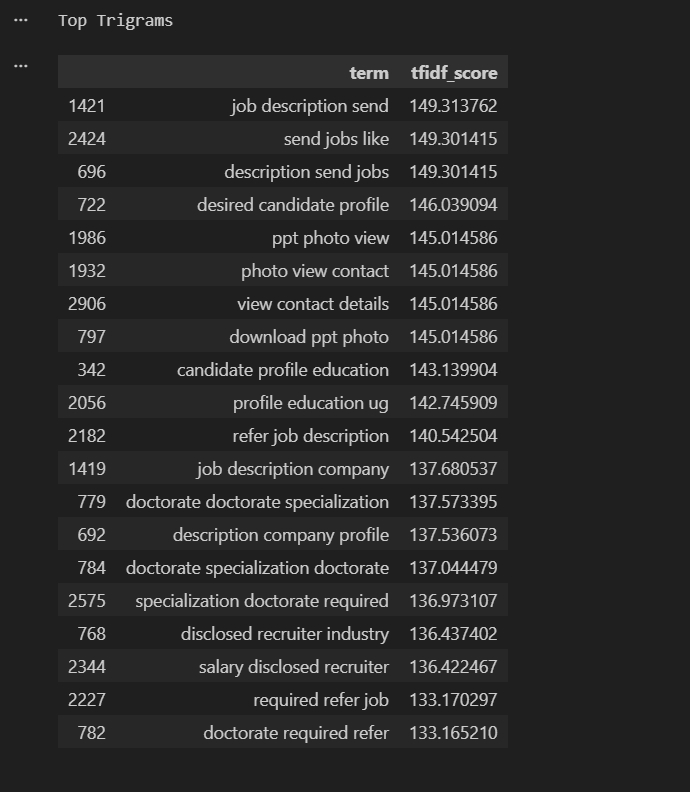 ... Top Trigrams
...
term tfidf_score
1421 job description send 149.313762
2424 send jobs like 149.301415
696 description send jobs 149.301415
722 desired candidate profile 146.039094
1986 ppt photo view 145.014586
1932 photo view contact 145.014586
2906 view contact details 145.014586
797 download ppt photo 145.014586
342 candidate profile education 143.139904
2056 profile education ug 142.745909
2182 refer job description 140.542504
1419 job description company 137.680537
779 doctorate doctorate specialization 137.573395
692 description company profile 137.536073
784 doctorate specialization doctorate 137.044479
2575 specialization doctorate required 136.973107
768 disclosed recruiter industry 136.437402
2344 salary disclosed recruiter 136.422467
2227 required refer job 133.170297
782 doctorate required refer 133.165210